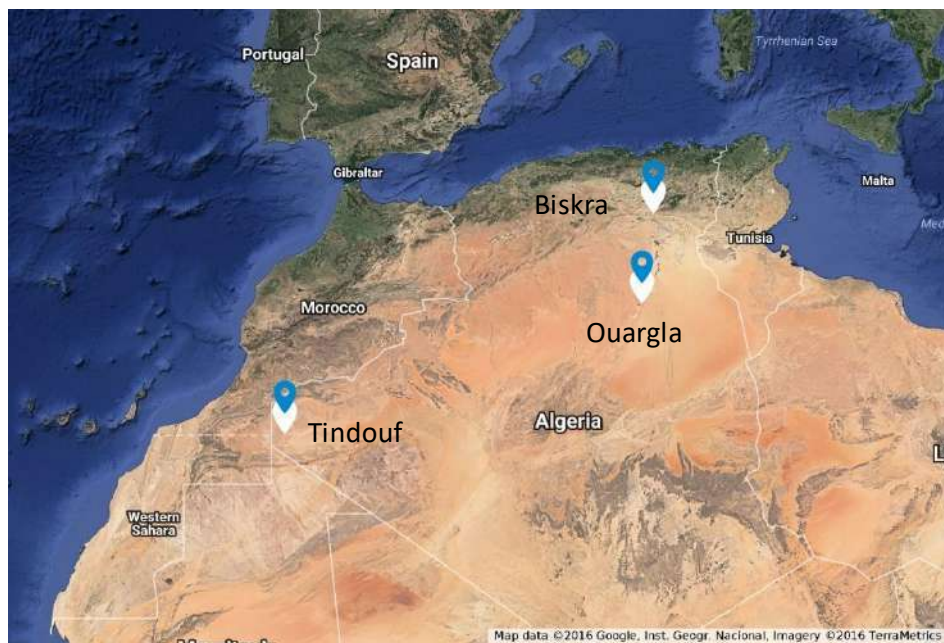 Tyrrhenian Sea
Portugal
Spain
Gibraltar
Malta
Biskra
Tunisia
Morocco
Ouargla
Algeria
Tindouf
Western
Sahara
Map data ©2016 Google, Inst. Geogr. Nacional, Imagery ©2016 TerraMetrics